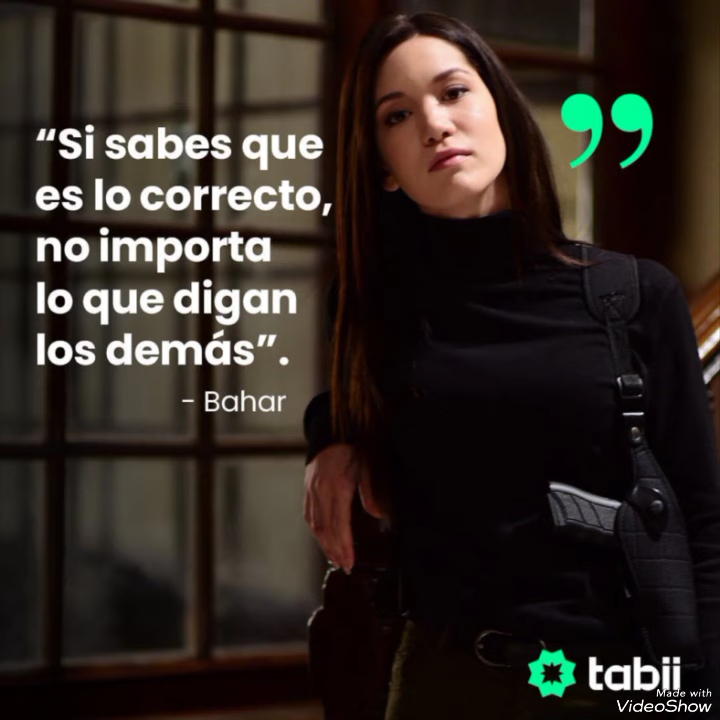 “Si sabes que
es lo correcto,
no importa
lo que digan
los demás”.
- Bahar
tabii
Made with
VideoShow